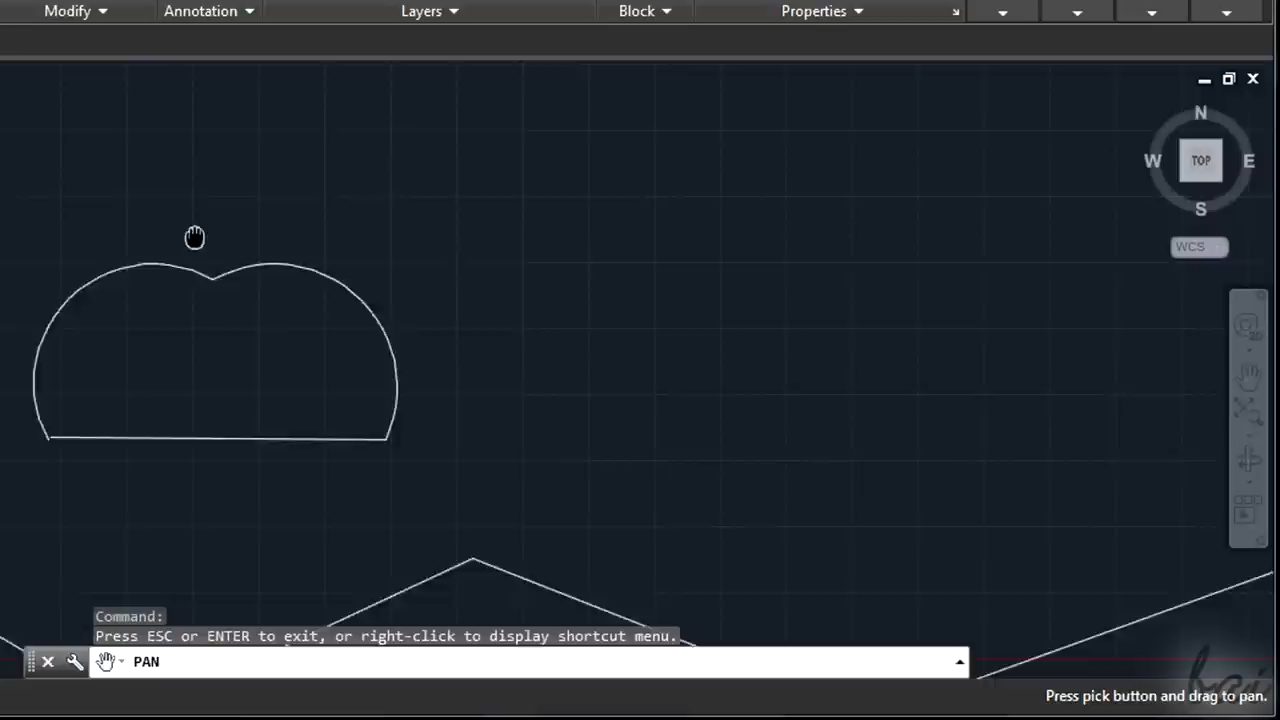 Modify Annotation Layers Block Properties
N
W TOP E
S
WCS
Command:
Press ESC or ENTER to exit, or right-click to display shortcut menu.
PAN
Press pick button and drag to pan.